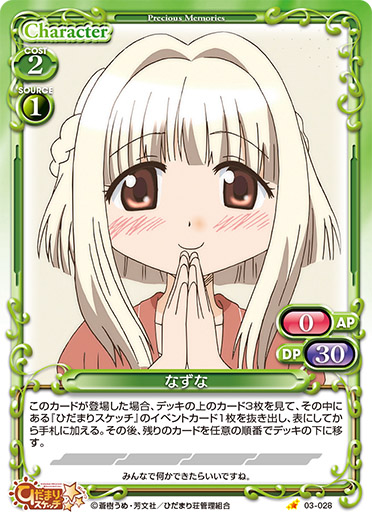 Precious Memories
Character
COST
2
SOURCE
1
0 AP
DP 30
なずな
このカードが登場した場合、デッキの上のカード3枚を見て、その中に
ある『ひだまりスケッチ』のイベントカード1枚を抜き出し、表にしてか
ら手札に加える。その後、残りのカードを任意の順番でデッキの下に移
す。
みんなで何かできたらいいですね。
ひだまり
スケッチ
©蒼樹うめ・芳文社／ひだまり荘管理組合
03-028